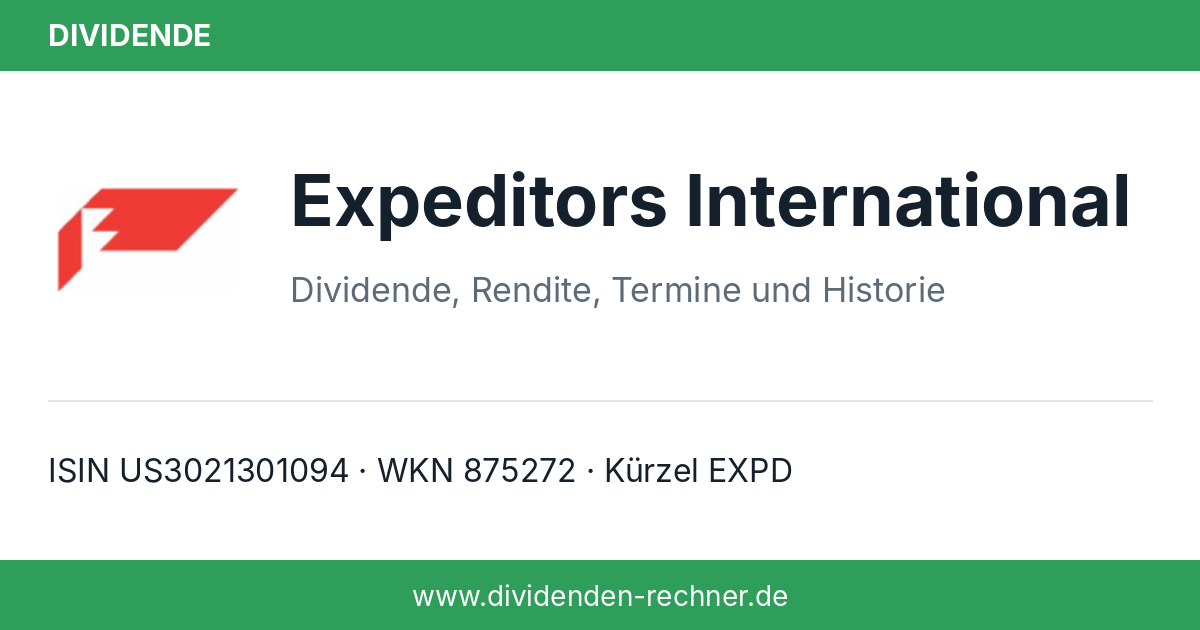 DIVIDENDE
Expeditors International
Dividende, Rendite, Termine und Historie
ISIN US3021301094 · WKN 875272 · Kürzel EXPD
www.dividenden-rechner.de